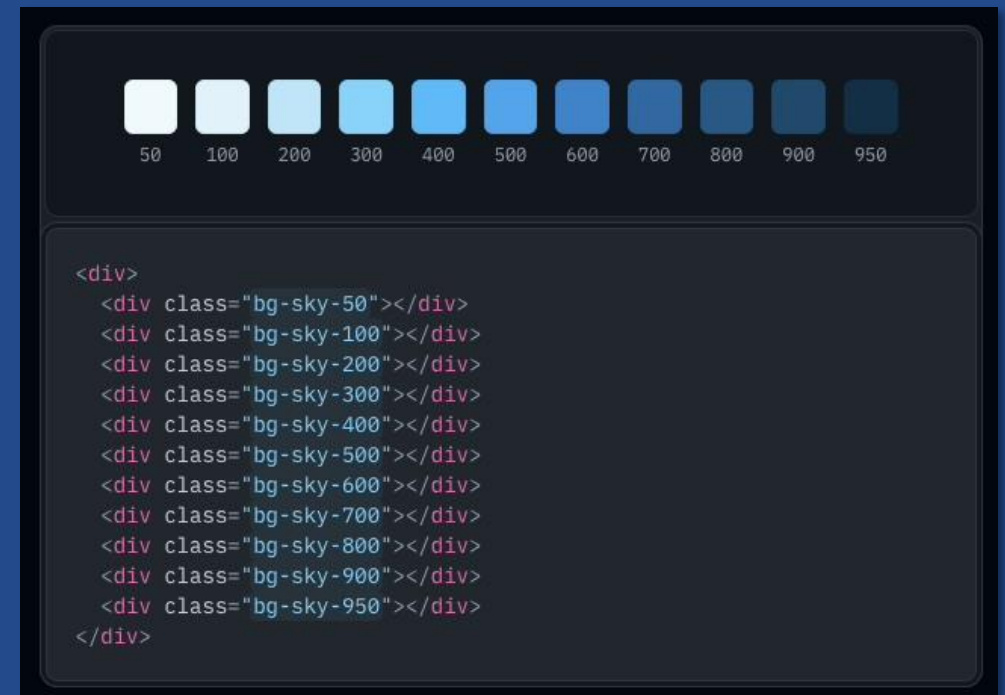 50 100 200 300 400 500 600 700 800 900 950
<div>
  <div class="bg-sky-50"></div>
  <div class="bg-sky-100"></div>
  <div class="bg-sky-200"></div>
  <div class="bg-sky-300"></div>
  <div class="bg-sky-400"></div>
  <div class="bg-sky-500"></div>
  <div class="bg-sky-600"></div>
  <div class="bg-sky-700"></div>
  <div class="bg-sky-800"></div>
  <div class="bg-sky-900"></div>
  <div class="bg-sky-950"></div>
</div>